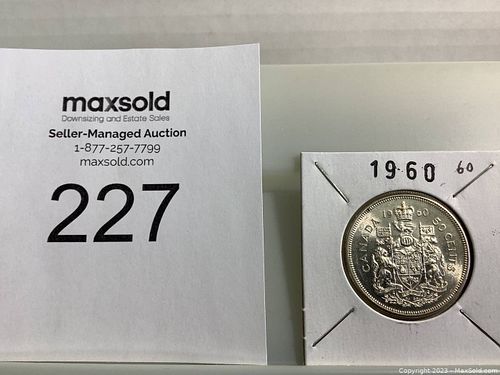 maxsold
Downsizing and Estate Sales
Seller-Managed Auction
1-877-257-7799
maxsold.com
227
1960 60
19 60
CANADA 50 CENTS
Copyright 2023 - MaxSold.com